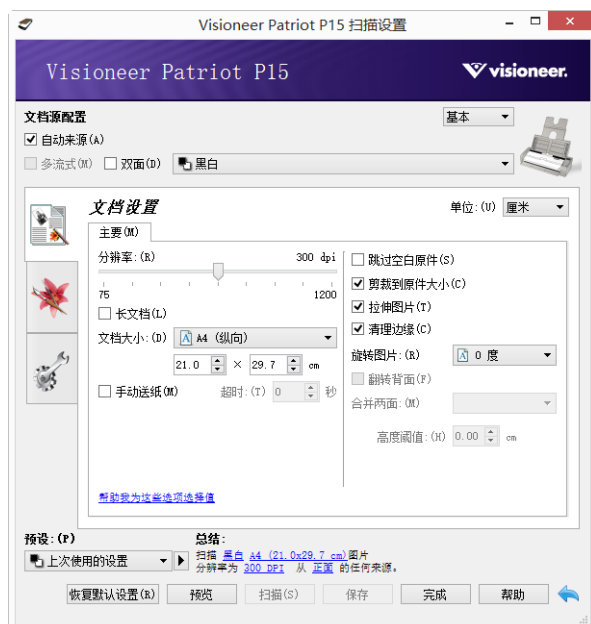 Visioneer Patriot P15 扫描设置
Visioneer Patriot P15
visioneer.
文档源配置
基本
自动来源(A)
多流式(M) 双面(D) 黑白
文档设置
单位:(U) 厘米
主要(M)
分辨率:(R) 300 dpi
75 1200
长文档(L)
文档大小:(D) A4 (纵向)
21.0 × 29.7 cm
手动送纸(M) 超时:(T) 0 秒
跳过空白原件(S)
剪裁到原件大小(C)
拉伸图片(T)
清理边缘(C)
旋转图片:(R) 0 度
翻转背面(F)
合并两面:(M)
高度阈值:(H) 0.00 cm
帮助我为这些选项选择值
预设:(P)
上次使用的设置
总结:
扫描 黑白 A4 (21.0x29.7 cm)图片
分辨率为 300 DPI 从 正面 的任何来源。
恢复默认设置(R) 预览 扫描(S) 保存 完成 帮助